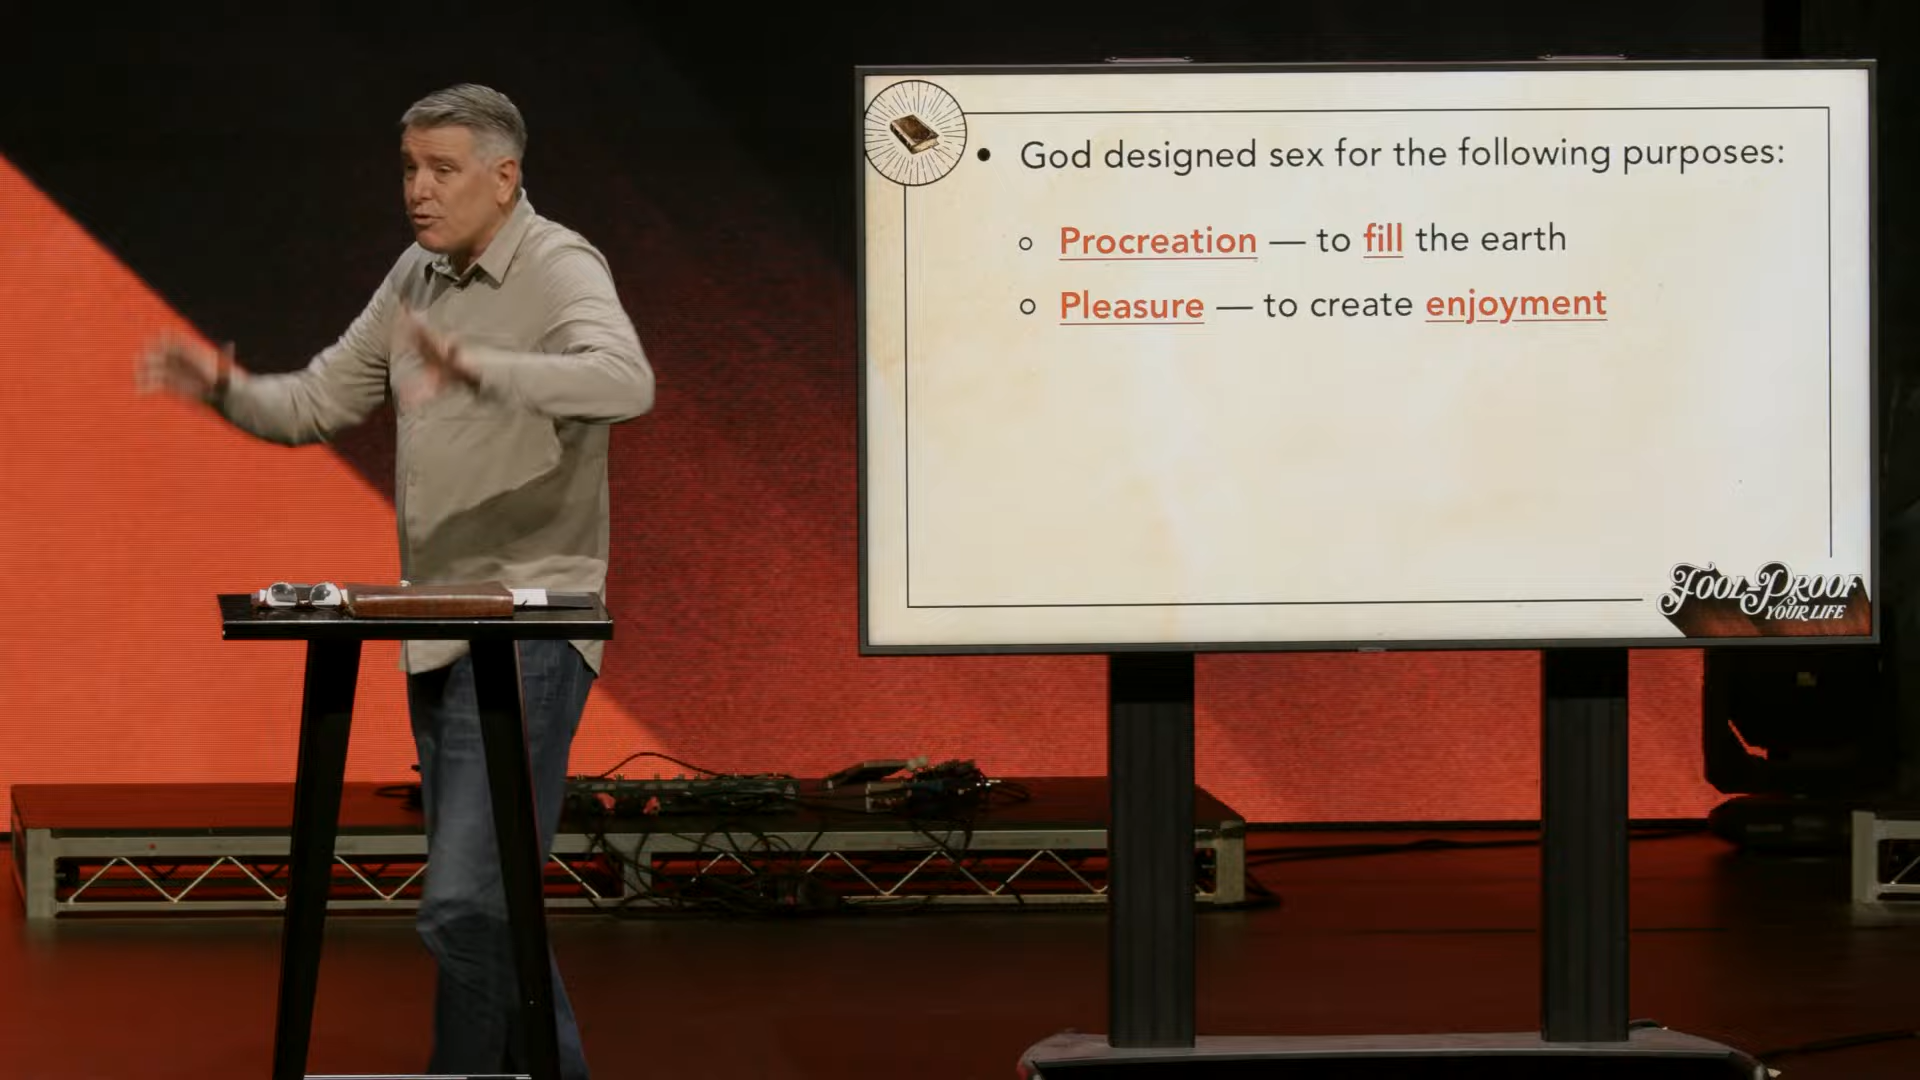 • God designed sex for the following purposes:
○ Procreation — to fill the earth
○ Pleasure — to create enjoyment
FOOL-PROOF
YOUR LIFE